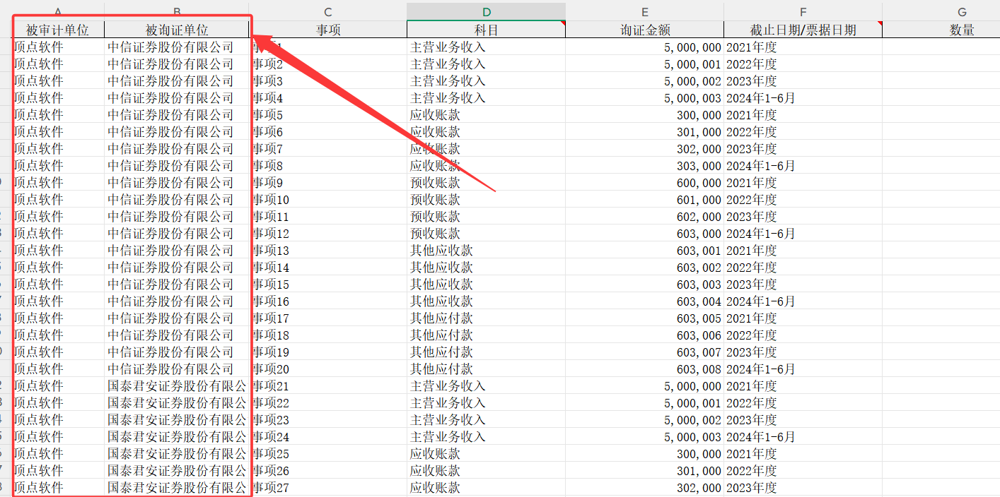 A B C D E F G
被审计单位 被询证单位 事项 科目 询证金额 截止日期/票据日期 数量
顶点软件 中信证券股份有限公司 事项1 主营业务收入 5,000,000 2021年度
顶点软件 中信证券股份有限公司 事项2 主营业务收入 5,000,001 2022年度
顶点软件 中信证券股份有限公司 事项3 主营业务收入 5,000,002 2023年度
顶点软件 中信证券股份有限公司 事项4 主营业务收入 5,000,003 2024年1-6月
顶点软件 中信证券股份有限公司 事项5 应收账款 300,000 2021年度
顶点软件 中信证券股份有限公司 事项6 应收账款 301,000 2022年度
顶点软件 中信证券股份有限公司 事项7 应收账款 302,000 2023年度
顶点软件 中信证券股份有限公司 事项8 应收账款 303,000 2024年1-6月
顶点软件 中信证券股份有限公司 事项9 预收账款 600,000 2021年度
顶点软件 中信证券股份有限公司 事项10 预收账款 601,000 2022年度
顶点软件 中信证券股份有限公司 事项11 预收账款 602,000 2023年度
顶点软件 中信证券股份有限公司 事项12 预收账款 603,000 2024年1-6月
顶点软件 中信证券股份有限公司 事项13 其他应收款 603,001 2021年度
顶点软件 中信证券股份有限公司 事项14 其他应收款 603,002 2022年度
顶点软件 中信证券股份有限公司 事项15 其他应收款 603,003 2023年度
顶点软件 中信证券股份有限公司 事项16 其他应收款 603,004 2024年1-6月
顶点软件 中信证券股份有限公司 事项17 其他应付款 603,005 2021年度
顶点软件 中信证券股份有限公司 事项18 其他应付款 603,006 2022年度
顶点软件 中信证券股份有限公司 事项19 其他应付款 603,007 2023年度
顶点软件 中信证券股份有限公司 事项20 其他应付款 603,008 2024年1-6月
顶点软件 国泰君安证券股份有限公 事项21 主营业务收入 5,000,000 2021年度
顶点软件 国泰君安证券股份有限公 事项22 主营业务收入 5,000,001 2022年度
顶点软件 国泰君安证券股份有限公 事项23 主营业务收入 5,000,002 2023年度
顶点软件 国泰君安证券股份有限公 事项24 主营业务收入 5,000,003 2024年1-6月
顶点软件 国泰君安证券股份有限公 事项25 应收账款 300,000 2021年度
顶点软件 国泰君安证券股份有限公 事项26 应收账款 301,000 2022年度
顶点软件 国泰君安证券股份有限公 事项27 应收账款 302,000 2023年度